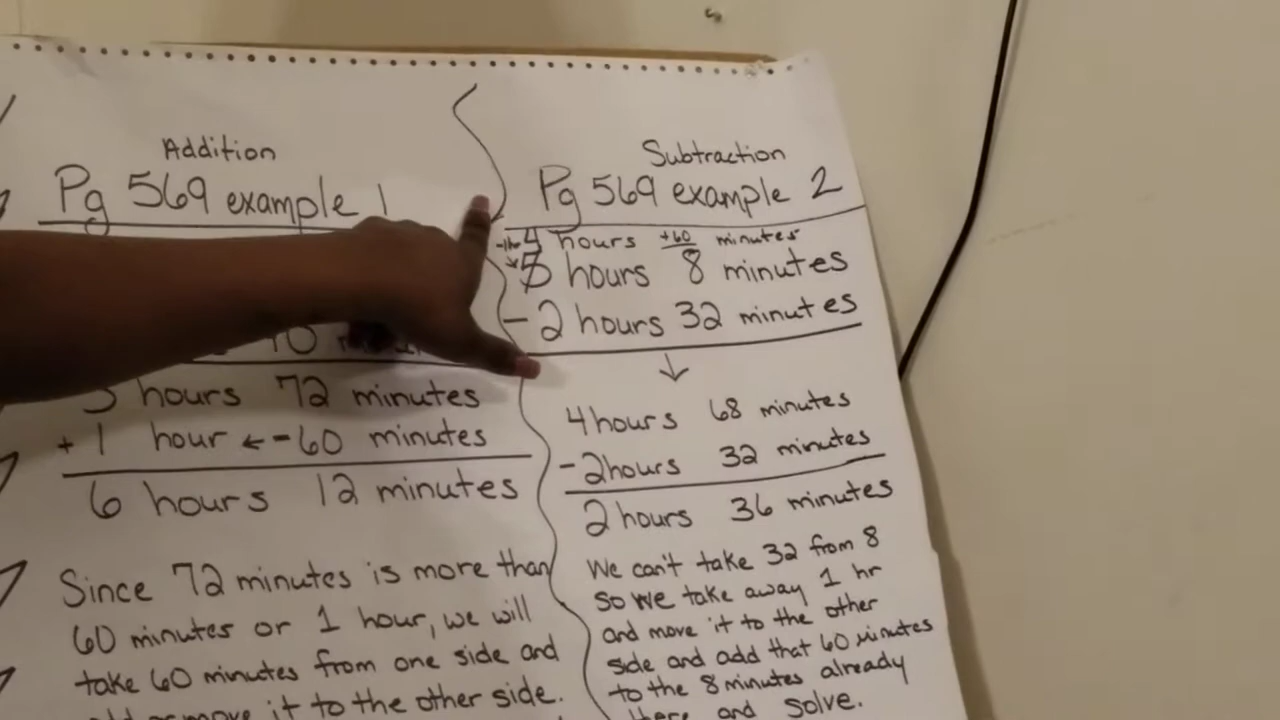 Addition
Pg 569 example 1
5 hours 72 minutes
+ 1 hour ← -60 minutes
6 hours 12 minutes
Since 72 minutes is more than
60 minutes or 1 hour, we will
take 60 minutes from one side and
move it to the other side.
Subtraction
Pg 569 example 2
-1hr 4 hours +60 minutes
5 hours 8 minutes
- 2 hours 32 minutes
↓
4 hours 68 minutes
- 2 hours 32 minutes
2 hours 36 minutes
We can't take 32 from 8
so we take away 1 hr
and move it to the other
side and add that 60 minutes
to the 8 minutes already
there and solve.